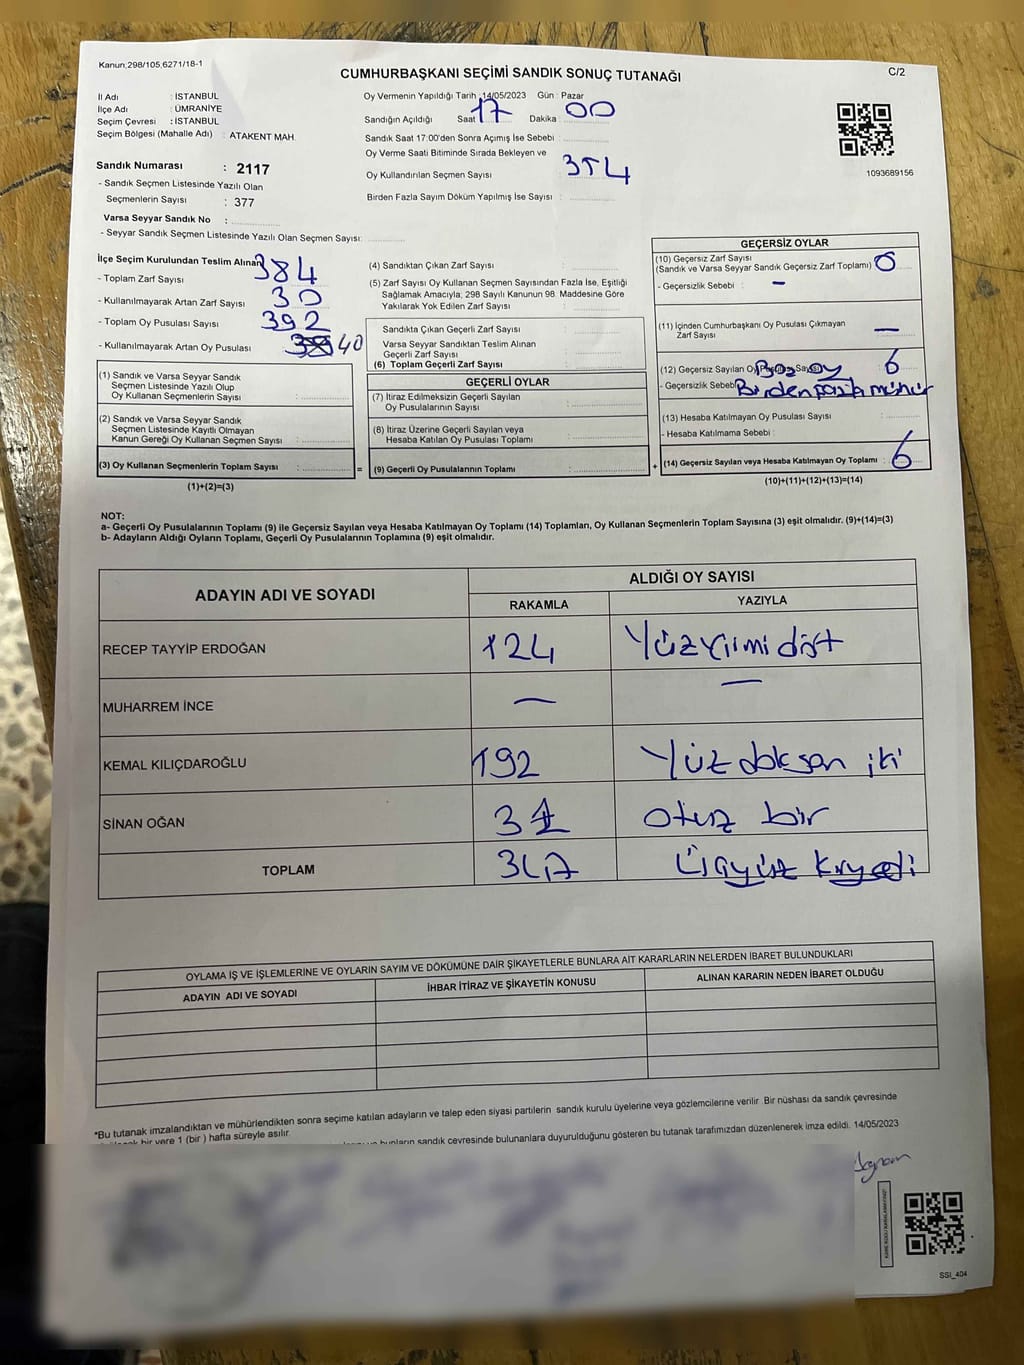 Kanun;298/105,6271/18-1
C/2
CUMHURBAŞKANI SEÇİMİ SANDIK SONUÇ TUTANAĞI
İl Adı : İSTANBUL
İlçe Adı : ÜMRANİYE
Seçim Çevresi : İSTANBUL
Seçim Bölgesi (Mahalle Adı) : ATAKENT MAH.
Sandık Numarası : 2117
- Sandık Seçmen Listesinde Yazılı Olan
Seçmenlerin Sayısı : 377
Varsa Seyyar Sandık No :
- Seyyar Sandık Seçmen Listesinde Yazılı Olan Seçmen Sayısı:
Oy Vermenin Yapıldığı Tarih :14/05/2023 Gün : Pazar
Sandığın Açıldığı Saat 17 Dakika : 00
Sandık Saat 17:00'den Sonra Açımış İse Sebebi :
Oy Verme Saati Bitiminde Sırada Bekleyen ve
Oy Kullandırılan Seçmen Sayısı : 354
Birden Fazla Sayım Döküm Yapılmış İse Sayısı :
1093689156
İlçe Seçim Kurulundan Teslim Alınan
- Toplam Zarf Sayısı : 384
- Kullanılmayarak Artan Zarf Sayısı : 30
- Toplam Oy Pusulası Sayısı : 392
- Kullanılmayarak Artan Oy Pusulası 40
(4) Sandıktan Çıkan Zarf Sayısı :
(5) Zarf Sayısı Oy Kullanan Seçmen Sayısından Fazla İse, Eşitliği
Sağlamak Amacıyla, 298 Sayılı Kanunun 98. Maddesine Göre
Yakılarak Yok Edilen Zarf Sayısı :
Sandıkta Çıkan Geçerli Zarf Sayısı :
Varsa Seyyar Sandıktan Teslim Alınan
Geçerli Zarf Sayısı :
(6) Toplam Geçerli Zarf Sayısı :
GEÇERSİZ OYLAR
(10) Geçersiz Zarf Sayısı
(Sandık ve Varsa Seyyar Sandık Geçersiz Zarf Toplamı) : 0
- Geçersizlik Sebebi : -
(11) İçinden Cumhurbaşkanı Oy Pusulası Çıkmayan
Zarf Sayısı : -
(12) Geçersiz Sayılan Oy Pusulası Sayısı 6
- Geçersizlik Sebebi Birden fazla mühür
(13) Hesaba Katılmayan Oy Pusulası Sayısı :
- Hesaba Katılmama Sebebi :
(14) Geçersiz Sayılan veya Hesaba Katılmayan Oy Toplamı : 6
(10)+(11)+(12)+(13)=(14)
(1) Sandık ve Varsa Seyyar Sandık
Seçmen Listesinde Yazılı Olup
Oy Kullanan Seçmenlerin Sayısı :
(2) Sandık ve Varsa Seyyar Sandık
Seçmen Listesinde Kayıtlı Olmayan
Kanun Gereği Oy Kullanan Seçmen Sayısı :
(3) Oy Kullanan Seçmenlerin Toplam Sayısı : =
(1)+(2)=(3)
GEÇERLİ OYLAR
(7) İtiraz Edilmeksizin Geçerli Sayılan
Oy Pusulalarının Sayısı :
(8) İtiraz Üzerine Geçerli Sayılan veya
Hesaba Katılan Oy Pusulası Toplamı :
(9) Geçerli Oy Pusulalarının Toplamı : +
NOT:
a- Geçerli Oy Pusulalarının Toplamı (9) ile Geçersiz Sayılan veya Hesaba Katılmayan Oy Toplamı (14) Toplamları, Oy Kullanan Seçmenlerin Toplam Sayısına (3) eşit olmalıdır. (9)+(14)=(3)
b- Adayların Aldığı Oyların Toplamı, Geçerli Oy Pusulalarının Toplamına (9) eşit olmalıdır.
ADAYIN ADI VE SOYADI
ALDIĞI OY SAYISI
RAKAMLA YAZIYLA
RECEP TAYYİP ERDOĞAN 124 Yüzyirmi dört
MUHARREM İNCE - -
KEMAL KILIÇDAROĞLU 192 Yüz doksan iki
SİNAN OĞAN 31 otuz bir
TOPLAM 347 Üçyüz kryedi
OYLAMA İŞ VE İŞLEMLERİNE VE OYLARIN SAYIM VE DÖKÜMÜNE DAİR ŞİKAYETLERLE BUNLARA AİT KARARLARIN NELERDEN İBARET BULUNDUKLARI
ADAYIN ADI VE SOYADI İHBAR İTİRAZ VE ŞİKAYETİN KONUSU ALINAN KARARIN NEDEN İBARET OLDUĞU
*Bu tutanak imzalandıktan ve mühürlendikten sonra seçime katılan adayların ve talep eden siyasi partilerin sandık kurulu üyelerine veya gözlemcilerine verilir. Bir nüshası da sandık çevresinde
bir yere 1 (bir ) hafta süreyle asılır.
bunların sandık çevresinde bulunanlara duyurulduğunu gösteren bu tutanak tarafımızdan düzenlenerek imza edildi. 14/05/2023
SSI_404